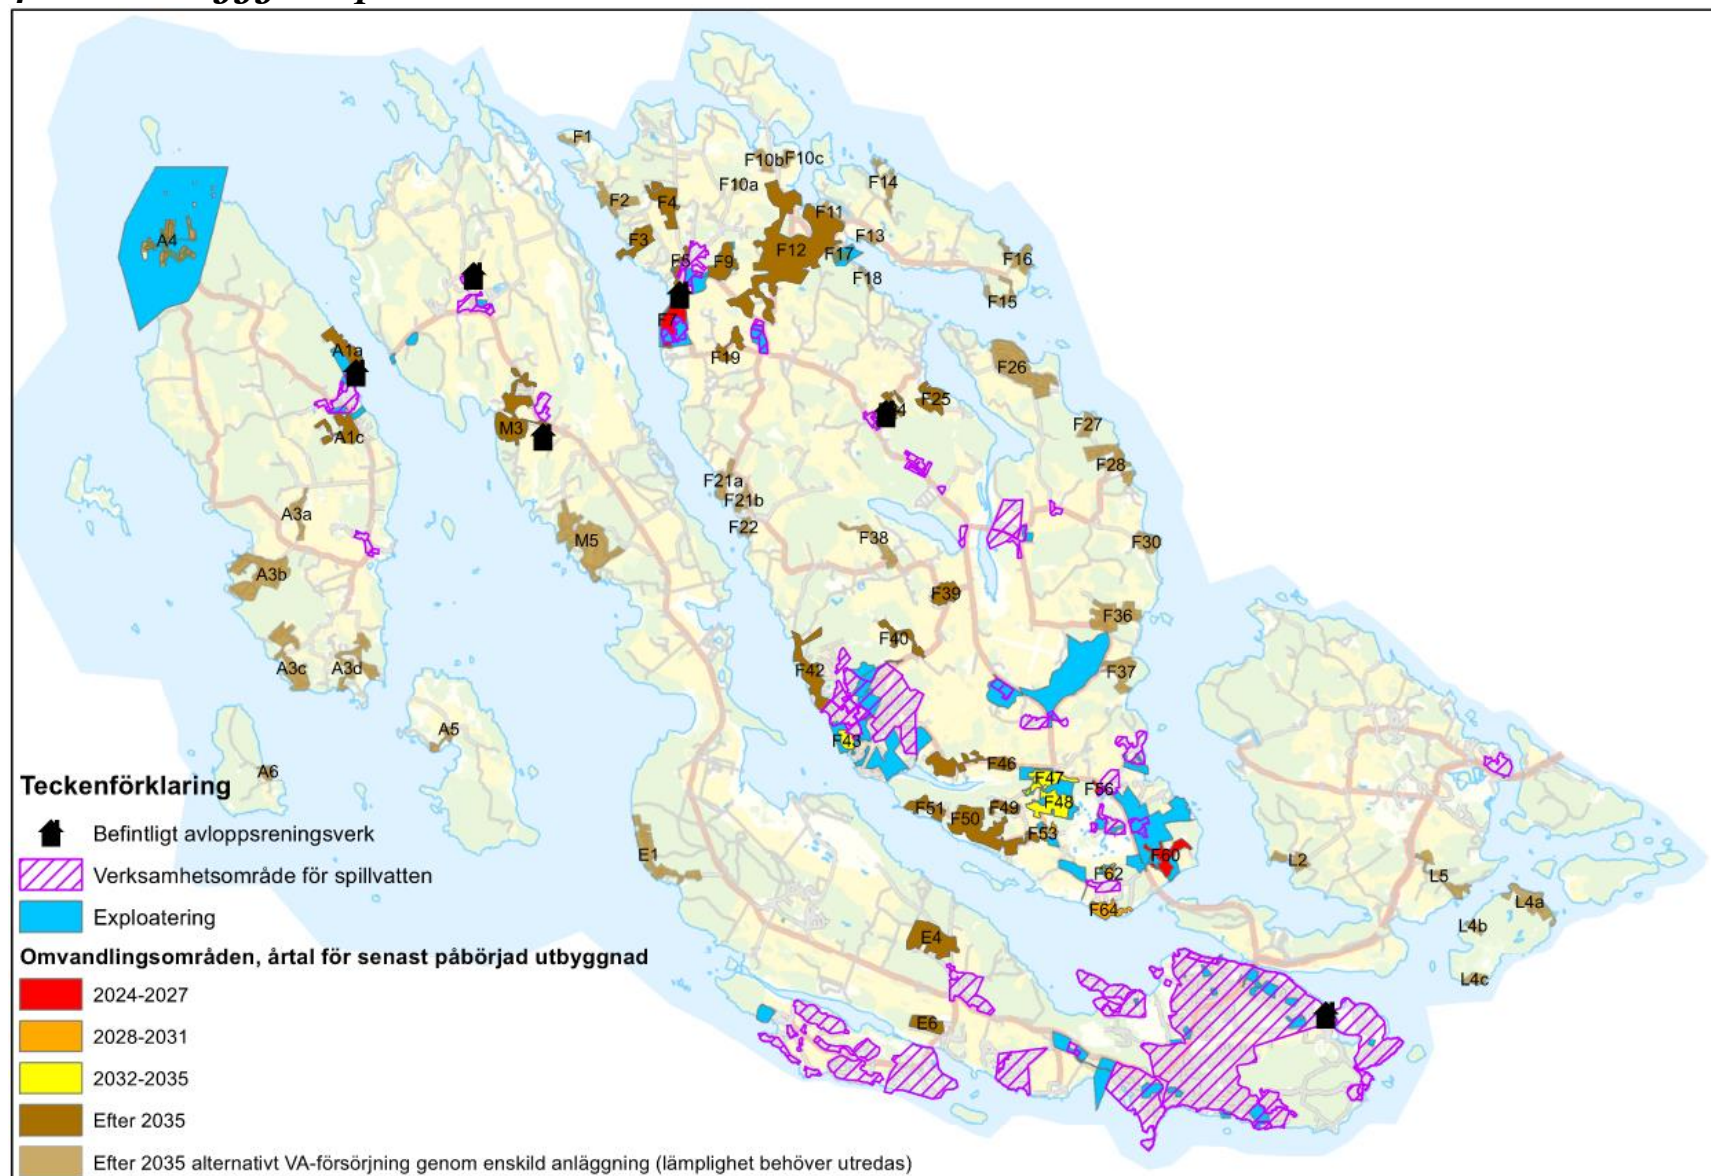 F1
F10b F10c
F10a
F14
F2
F4
F11
F3
F12
F13
F17
F5
F9
F16
F18
F15
A4
F7
A1a
F19
F26
F25
A1c
M3
F27
F28
F21a
F21b
F22
A3a
F38
M5
F30
A3b
F39
F36
F40
A3c
A3d
F42
F37
A5
F43
A6
F46
F47
F56
F48
F51
F50
F49
F53
E1
F60
F62
F64
L2
L5
L4a
L4b
L4c
E4
E6
Teckenförklaring
Befintligt avloppsreningsverk
Verksamhetsområde för spillvatten
Exploatering
Omvandlingsområden, årtal för senast påbörjad utbyggnad
2024-2027
2028-2031
2032-2035
Efter 2035
Efter 2035 alternativt VA-försörjning genom enskild anläggning (lämplighet behöver utredas)